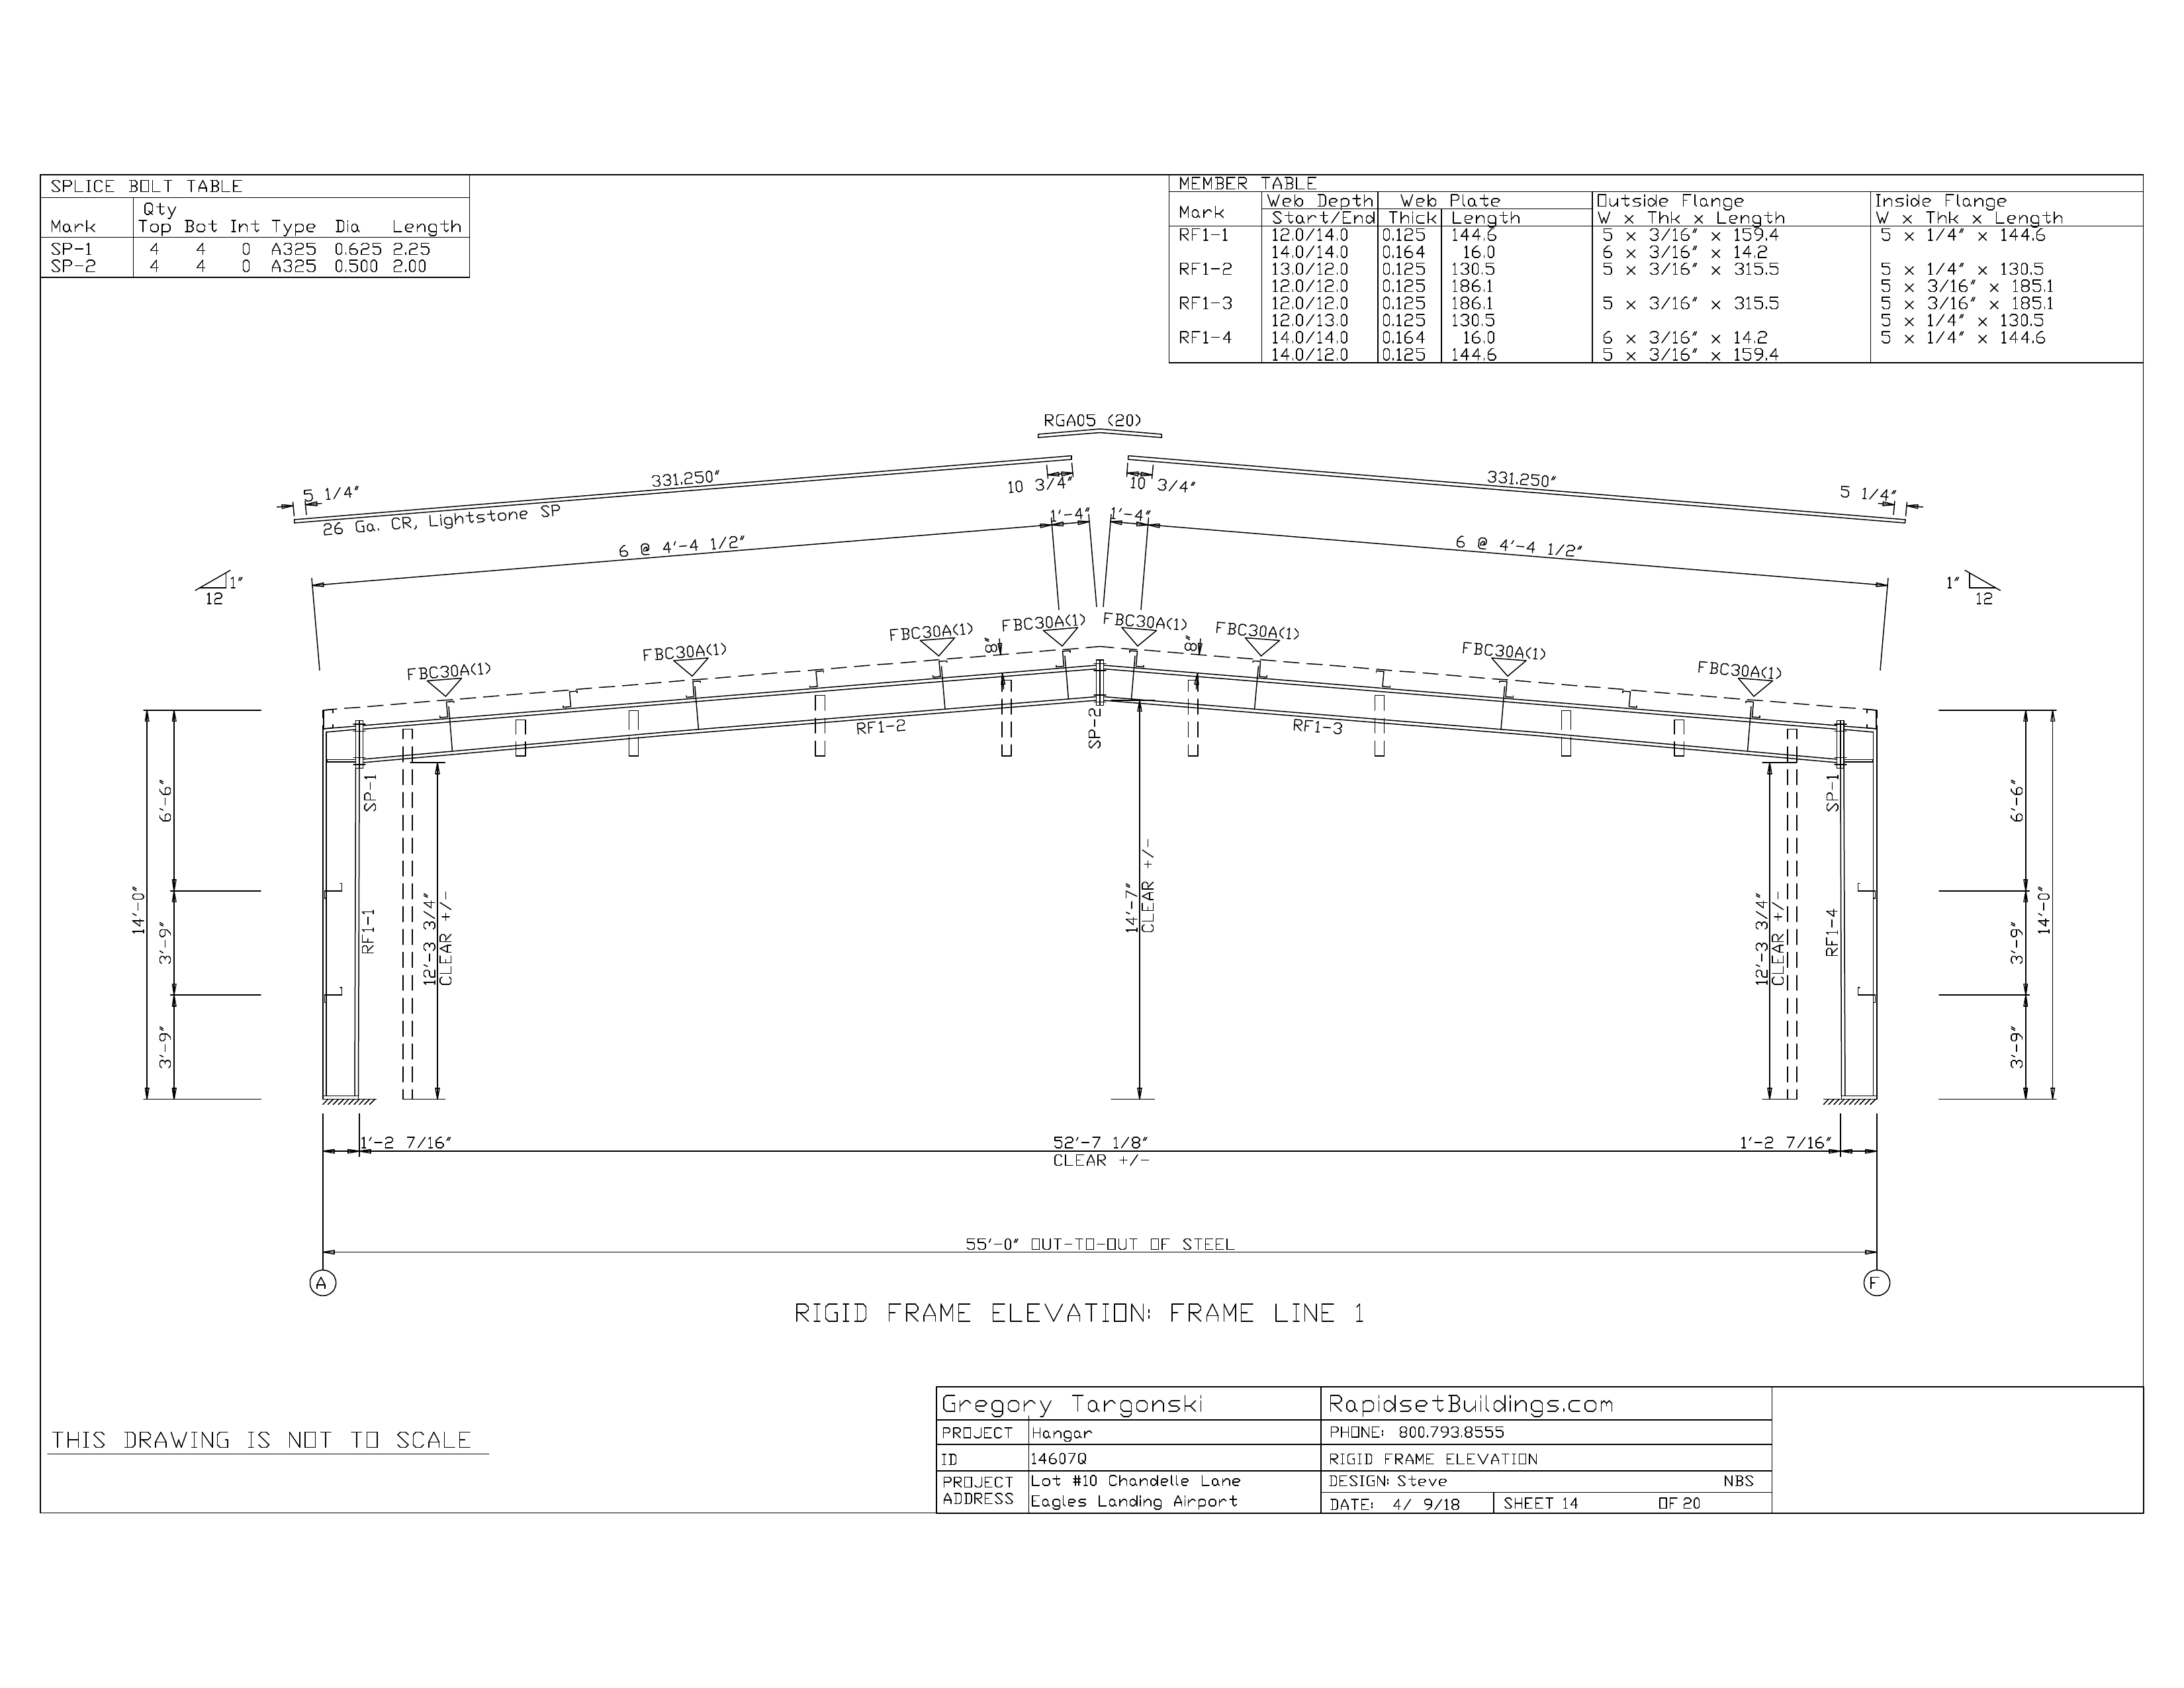 SPLICE BOLT TABLE
Qty
Mark Top Bot Int Type Dia Length
SP-1 4 4 0 A325 0.625 2.25
SP-2 4 4 0 A325 0.500 2.00
MEMBER TABLE
Web Depth Web Plate Outside Flange Inside Flange
Mark Start/End Thick Length W x Thk x Length W x Thk x Length
RF1-1 12.0/14.0 0.125 144.6 5 x 3/16" x 159.4 5 x 1/4" x 144.6
14.0/14.0 0.164 16.0 6 x 3/16" x 14.2
RF1-2 13.0/12.0 0.125 130.5 5 x 3/16" x 315.5 5 x 1/4" x 130.5
12.0/12.0 0.125 186.1 5 x 3/16" x 185.1
RF1-3 12.0/12.0 0.125 186.1 5 x 3/16" x 315.5 5 x 3/16" x 185.1
12.0/13.0 0.125 130.5 5 x 1/4" x 130.5
RF1-4 14.0/14.0 0.164 16.0 6 x 3/16" x 14.2 5 x 1/4" x 144.6
14.0/12.0 0.125 144.6 5 x 3/16" x 159.4
RGA05 (20)
331.250" 331.250"
5 1/4" 10 3/4" 10 3/4" 5 1/4"
26 Ga. CR, Lightstone SP
1'-4" 1'-4"
6 @ 4'-4 1/2" 6 @ 4'-4 1/2"
1" 1"
12 12
FBC30A(1) FBC30A(1) FBC30A(1) FBC30A(1) FBC30A(1) FBC30A(1) FBC30A(1) FBC30A(1)
8" 8"
RF1-2 SP-2 RF1-3
SP-1 SP-1
6'-6" 6'-6"
14'-0" 14'-0"
3'-9" 3'-9"
3'-9" 3'-9"
RF1-1 RF1-4
12'-3 3/4"
CLEAR +/-
14'-7"
CLEAR +/-
12'-3 3/4"
CLEAR +/-
1'-2 7/16" 52'-7 1/8" 1'-2 7/16"
CLEAR +/-
55'-0" OUT-TO-OUT OF STEEL
A F
RIGID FRAME ELEVATION: FRAME LINE 1
THIS DRAWING IS NOT TO SCALE
Gregory Targonski RapidsetBuildings.com
PROJECT Hangar PHONE: 800.793.8555
ID 14607Q RIGID FRAME ELEVATION
PROJECT Lot #10 Chandelle Lane DESIGN: Steve NBS
ADDRESS Eagles Landing Airport DATE: 4/ 9/18 SHEET 14 OF 20